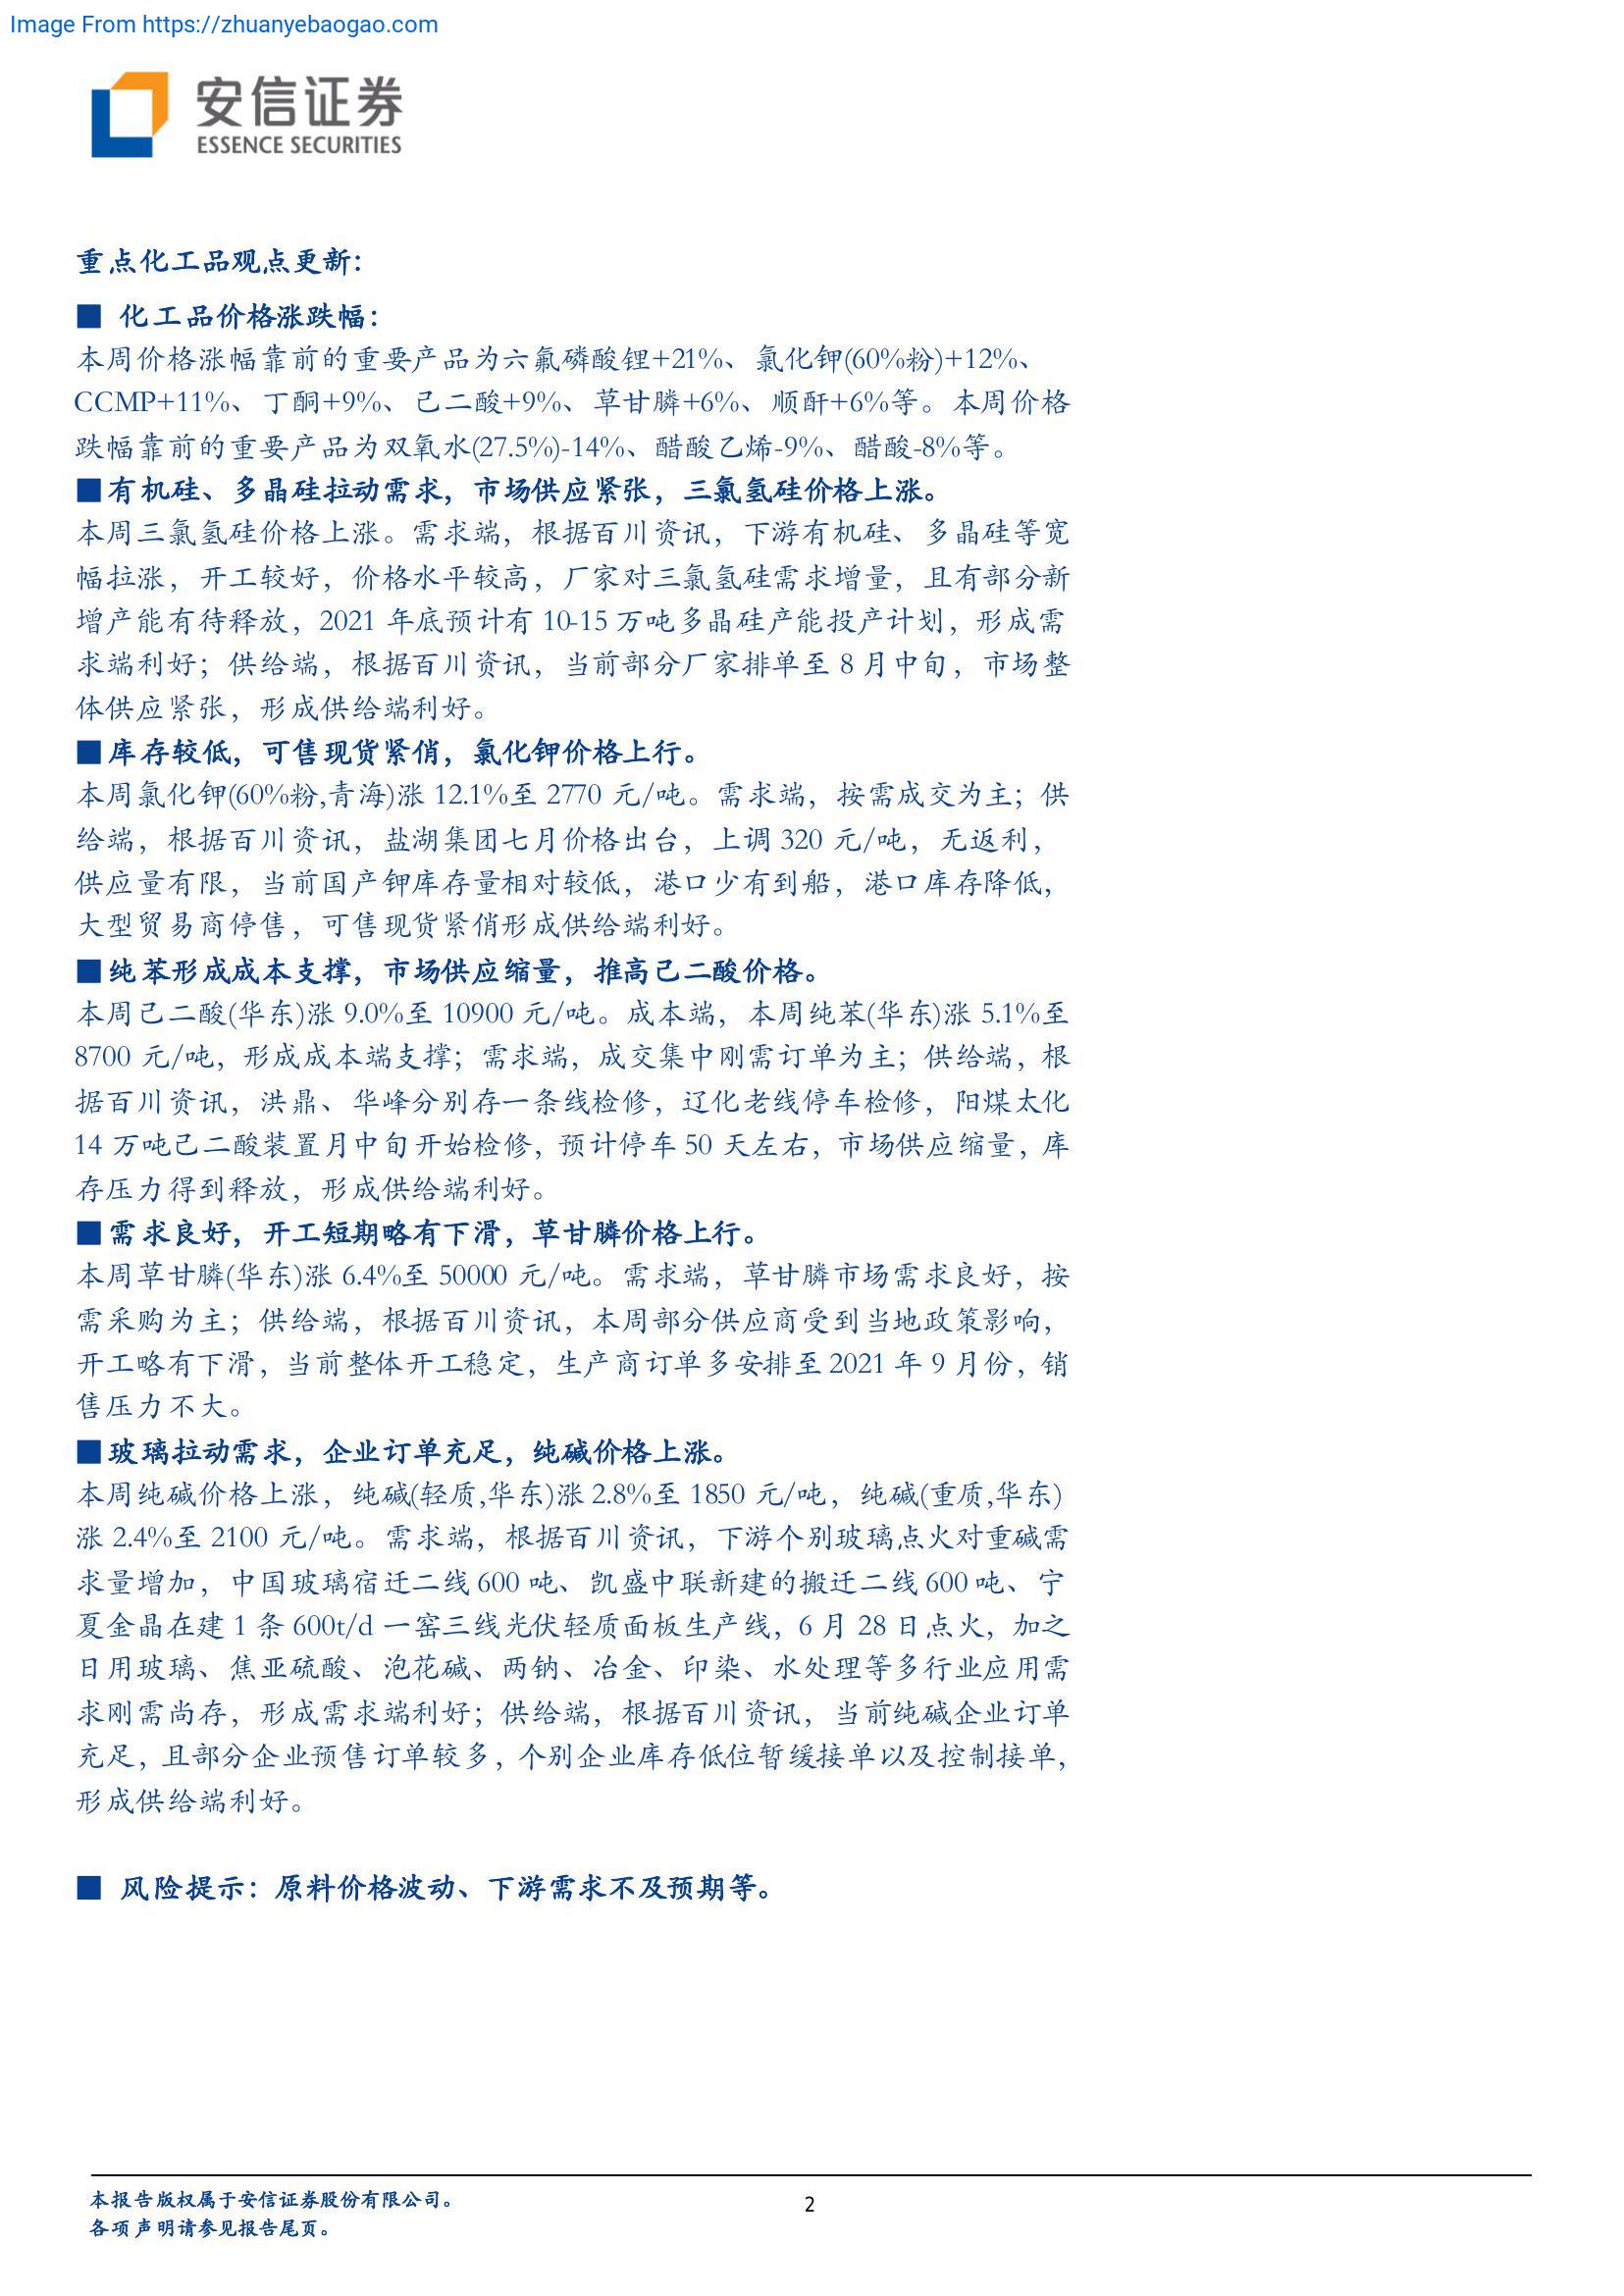 Image From https://zhuanyebaogao.com
安信证券
ESSENCE SECURITIES
重点化工品观点更新：
■ 化工品价格涨跌幅：
本周价格涨幅靠前的重要产品为六氟磷酸锂+21%、氯化钾(60%粉)+12%、
CCMP+11%、丁酮+9%、己二酸+9%、草甘膦+6%、顺酐+6%等。本周价格
跌幅靠前的重要产品为双氧水(27.5%)-14%、醋酸乙烯-9%、醋酸-8%等。
■有机硅、多晶硅拉动需求，市场供应紧张，三氯氢硅价格上涨。
本周三氯氢硅价格上涨。需求端，根据百川资讯，下游有机硅、多晶硅等宽
幅拉涨，开工较好，价格水平较高，厂家对三氯氢硅需求增量，且有部分新
增产能有待释放，2021 年底预计有 10-15 万吨多晶硅产能投产计划，形成需
求端利好；供给端，根据百川资讯，当前部分厂家排单至 8 月中旬，市场整
体供应紧张，形成供给端利好。
■库存较低，可售现货紧俏，氯化钾价格上行。
本周氯化钾(60%粉,青海)涨 12.1%至 2770 元/吨。需求端，按需成交为主；供
给端，根据百川资讯，盐湖集团七月价格出台，上调 320 元/吨，无返利，
供应量有限，当前国产钾库存量相对较低，港口少有到船，港口库存降低，
大型贸易商停售，可售现货紧俏形成供给端利好。
■纯苯形成成本支撑，市场供应缩量，推高己二酸价格。
本周己二酸(华东)涨 9.0%至 10900 元/吨。成本端，本周纯苯(华东)涨 5.1%至
8700 元/吨，形成成本端支撑；需求端，成交集中刚需订单为主；供给端，根
据百川资讯，洪鼎、华峰分别存一条线检修，辽化老线停车检修，阳煤太化
14 万吨己二酸装置月中旬开始检修，预计停车 50 天左右，市场供应缩量，库
存压力得到释放，形成供给端利好。
■需求良好，开工短期略有下滑，草甘膦价格上行。
本周草甘膦(华东)涨 6.4%至 50000 元/吨。需求端，草甘膦市场需求良好，按
需采购为主；供给端，根据百川资讯，本周部分供应商受到当地政策影响，
开工略有下滑，当前整体开工稳定，生产商订单多安排至 2021 年 9 月份，销
售压力不大。
■玻璃拉动需求，企业订单充足，纯碱价格上涨。
本周纯碱价格上涨，纯碱(轻质,华东)涨 2.8%至 1850 元/吨，纯碱(重质,华东)
涨 2.4%至 2100 元/吨。需求端，根据百川资讯，下游个别玻璃点火对重碱需
求量增加，中国玻璃宿迁二线 600 吨、凯盛中联新建的搬迁二线 600 吨、宁
夏金晶在建 1 条 600t/d 一窑三线光伏轻质面板生产线，6 月 28 日点火，加之
日用玻璃、焦亚硫酸、泡花碱、两钠、冶金、印染、水处理等多行业应用需
求刚需尚存，形成需求端利好；供给端，根据百川资讯，当前纯碱企业订单
充足，且部分企业预售订单较多，个别企业库存低位暂缓接单以及控制接单，
形成供给端利好。
■ 风险提示：原料价格波动、下游需求不及预期等。
本报告版权属于安信证券股份有限公司。
2
各项声明请参见报告尾页。